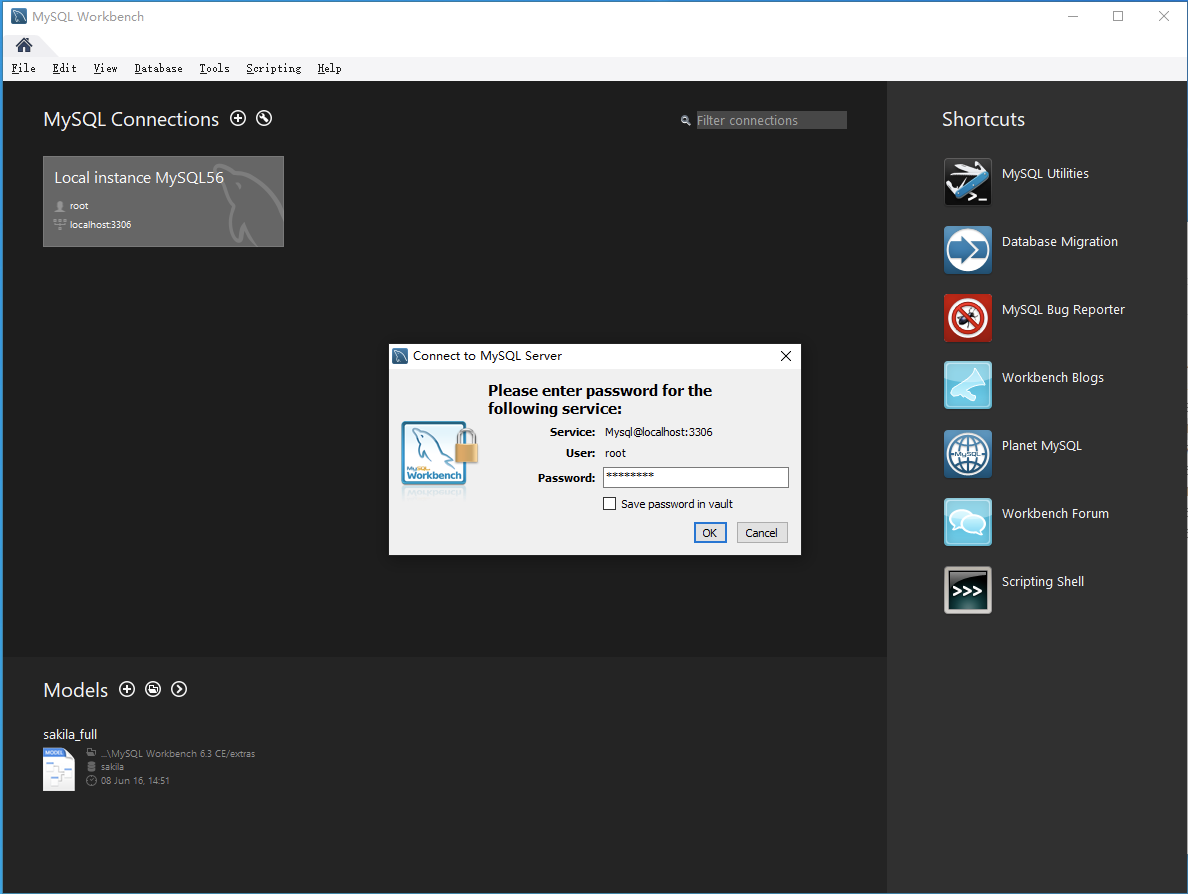 MySQL Workbench
File Edit View Database Tools Scripting Help
MySQL Connections
Filter connections
Local instance MySQL56
root
localhost:3306
Shortcuts
MySQL Utilities
Database Migration
MySQL Bug Reporter
Workbench Blogs
MySQL
Planet MySQL
Workbench Forum
>>>
Scripting Shell
Connect to MySQL Server
Please enter password for the
following service:
MySQL
Workbench
Service: Mysql@localhost:3306
User: root
Password: ********
Save password in vault
OK Cancel
Models
sakila_full
MODEL
...\MySQL Workbench 6.3 CE/extras
sakila
08 Jun 16, 14:51